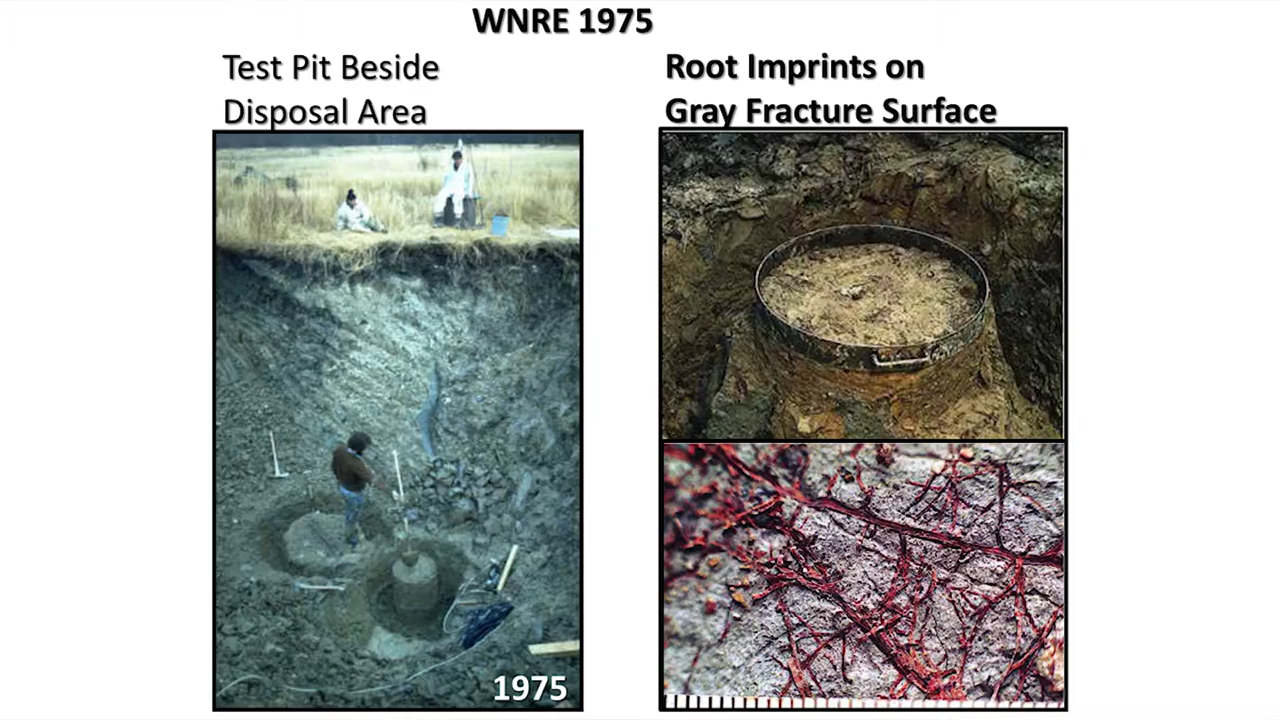 WNRE 1975
Test Pit Beside
Disposal Area
Root Imprints on
Gray Fracture Surface
1975